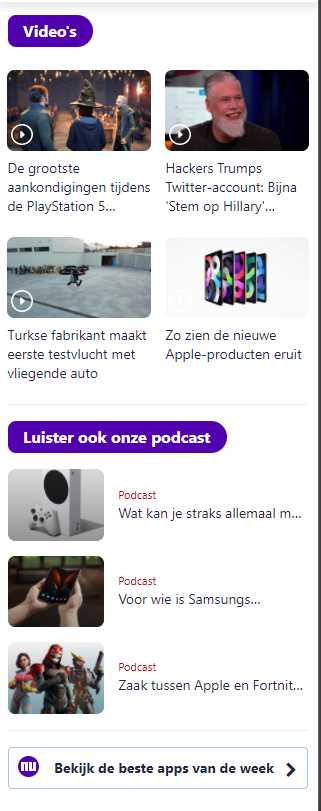 Video's
De grootste
aankondigingen tijdens
de PlayStation 5...
Hackers Trumps
Twitter-account: Bijna
'Stem op Hillary'...
Turkse fabrikant maakt
eerste testvlucht met
vliegende auto
Zo zien de nieuwe
Apple-producten eruit
Luister ook onze podcast
Podcast
Wat kan je straks allemaal m...
Podcast
Voor wie is Samsungs...
Podcast
Zaak tussen Apple en Fortnit...
nu
Bekijk de beste apps van de week